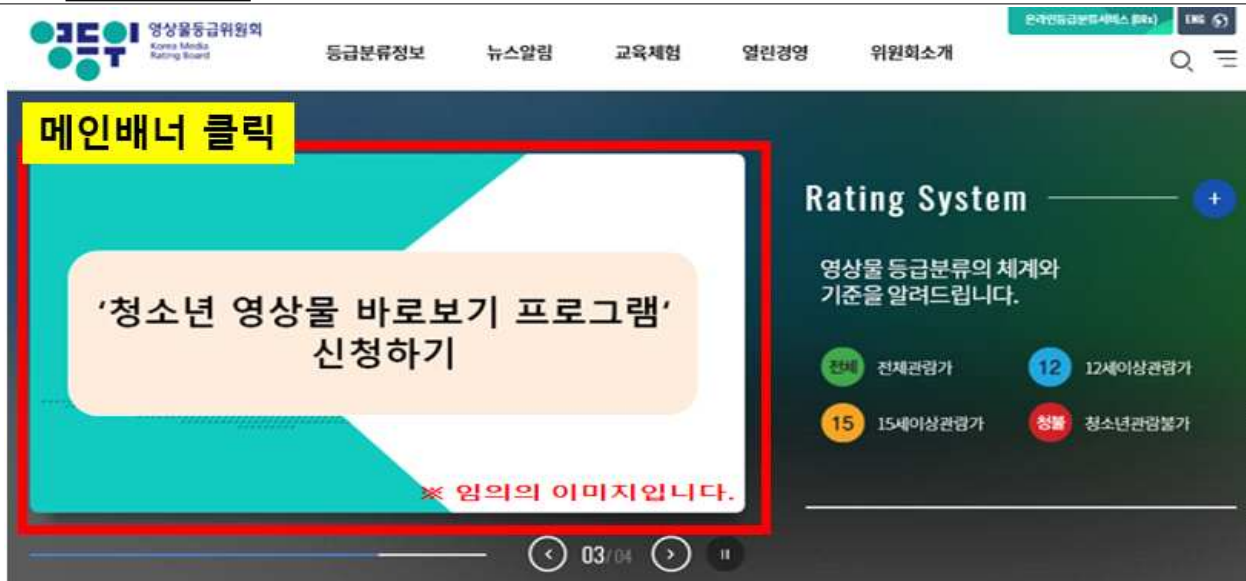 영등위
영상물등급위원회
Korea Media
Rating Board
온라인등급분류서비스 (ORs)
ENG
등급분류정보
뉴스알림
교육체험
열린경영
위원회소개
메인배너 클릭
'청소년 영상물 바로보기 프로그램'
신청하기
※ 임의의 이미지입니다.
03/04
Rating System
+
영상물 등급분류의 체계와
기준을 알려드립니다.
전체 전체관람가
12 12세이상관람가
15 15세이상관람가
청불 청소년관람불가